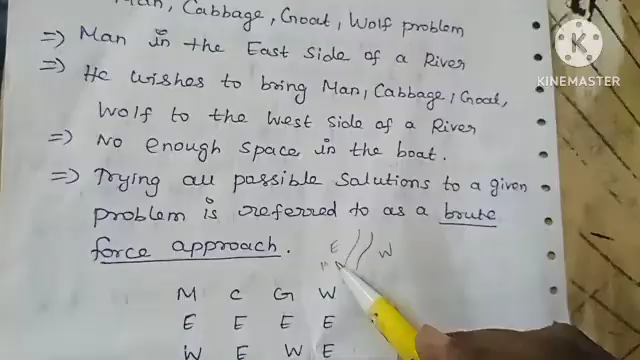 Man, Cabbage, Goat, Wolf problem
=> Man in the East side of a River
=> He wishes to bring Man, Cabbage, Goat,
Wolf to the West side of a River
=> No enough space in the boat.
=> Trying all possible solutions to a given
problem is referred to as a brute
force approach.
E W
M C G W
E E E E
W E W E
KINEMASTER